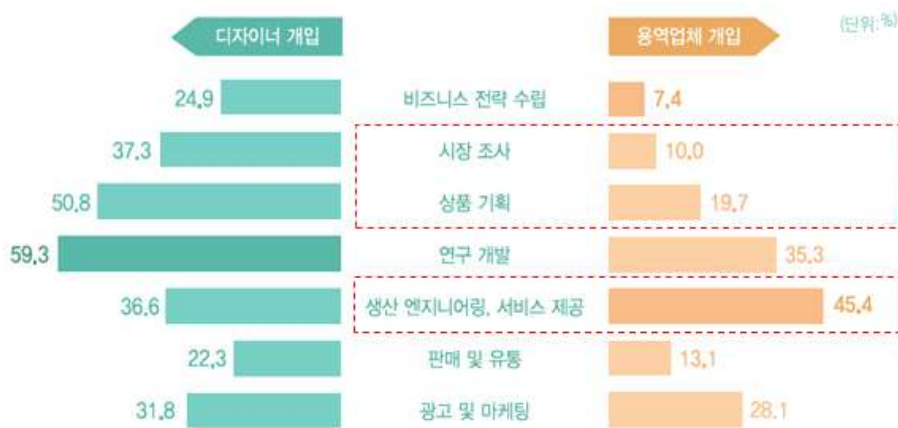 디자이너 개입 용역업체 개입 (단위:%)
24.9 비즈니스 전략 수립 7.4
37.3 시장 조사 10.0
50.8 상품 기획 19.7
59.3 연구 개발 35.3
36.6 생산 엔지니어링, 서비스 제공 45.4
22.3 판매 및 유통 13.1
31.8 광고 및 마케팅 28.1